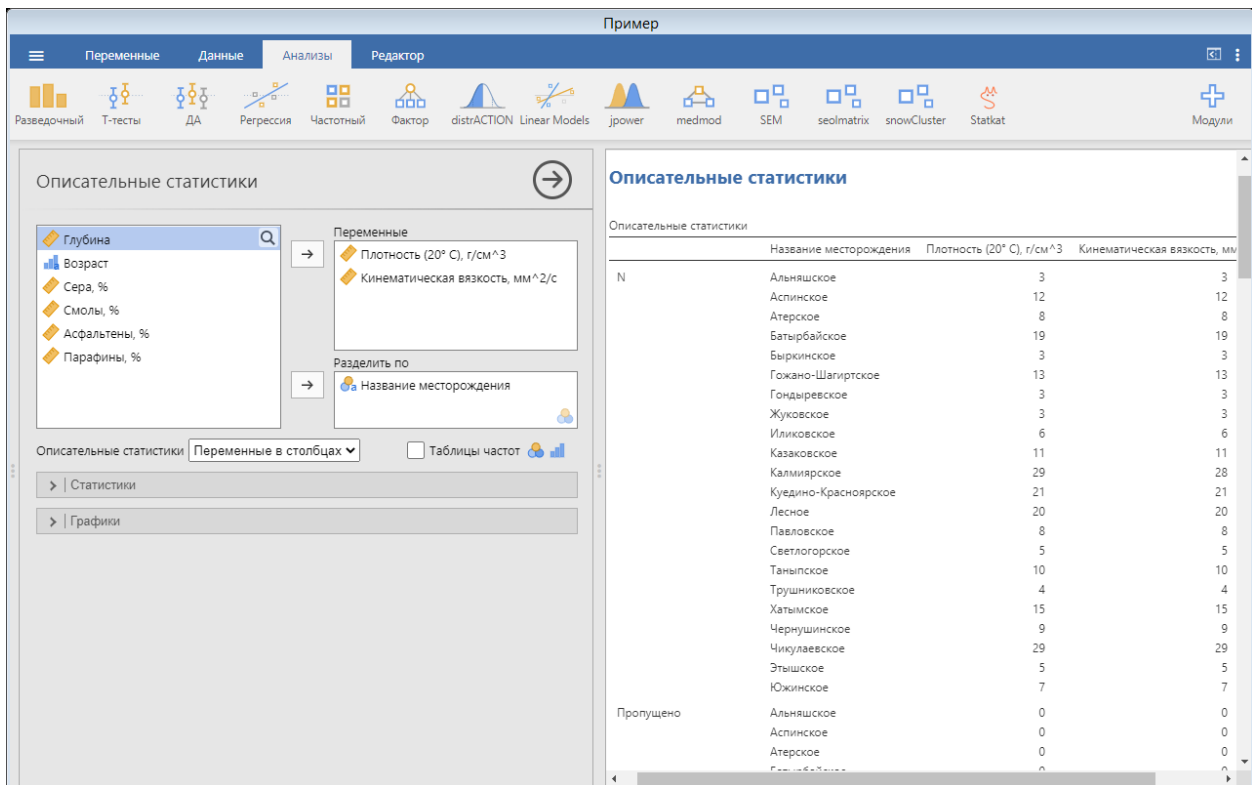 Пример
Переменные Данные Анализы Редактор
Разведочный Т-тесты ДА Регрессия Частотный Фактор distrACTION Linear Models jpower medmod SEM seolmatrix snowCluster Statkat Модули
Описательные статистики
Глубина
Возраст
Сера, %
Смолы, %
Асфальтены, %
Парафины, %
Переменные
Плотность (20° C), г/см^3
Кинематическая вязкость, мм^2/с
Разделить по
Название месторождения
Описательные статистики Переменные в столбцах Таблицы частот
Статистики
Графики
Описательные статистики
Описательные статистики
Название месторождения Плотность (20° C), г/см^3 Кинематическая вязкость, мм
N Альняшское 3 3
Аспинское 12 12
Атерское 8 8
Батырбайское 19 19
Быркинское 3 3
Гожано-Шагиртское 13 13
Гондыревское 3 3
Жуковское 3 3
Иликовское 6 6
Казаковское 11 11
Калмиярское 29 28
Куедино-Красноярское 21 21
Лесное 20 20
Павловское 8 8
Светлогорское 5 5
Таныпское 10 10
Трушниковское 4 4
Хатымское 15 15
Чернушинское 9 9
Чикулаевское 29 29
Этышское 5 5
Южинское 7 7
Пропущено Альняшское 0 0
Аспинское 0 0
Атерское 0 0